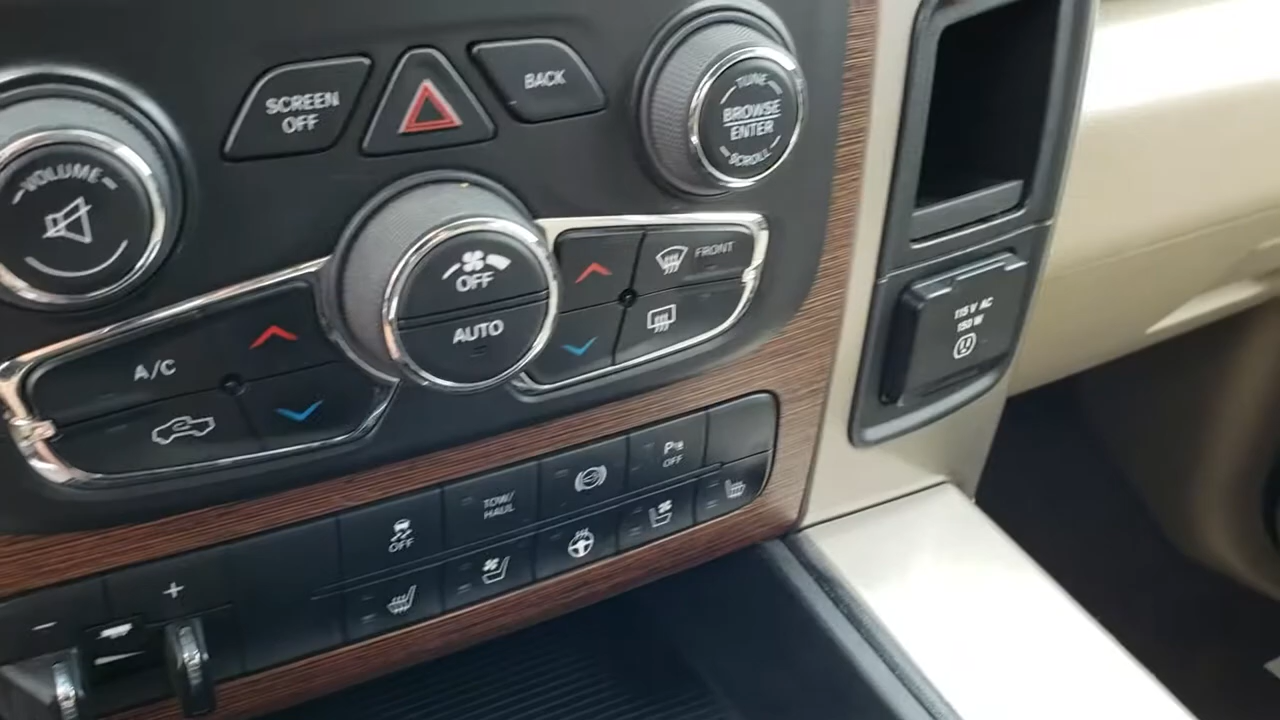 SCREEN
OFF
BACK
TUNE
BROWSE
ENTER
SCROLL
VOLUME
OFF
AUTO
FRONT
A/C
115 V AC
150 W
OFF
TOW/
HAUL
P
OFF
+
-